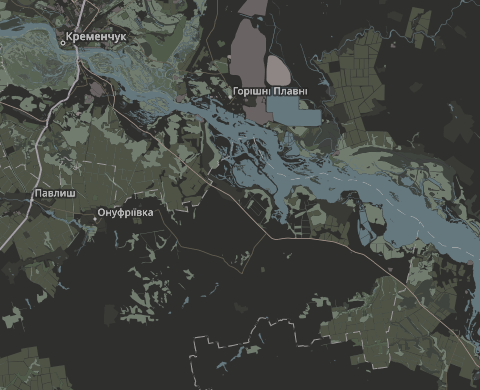 Кременчук
Горішні Плавні
Павлиш
Онуфріївка